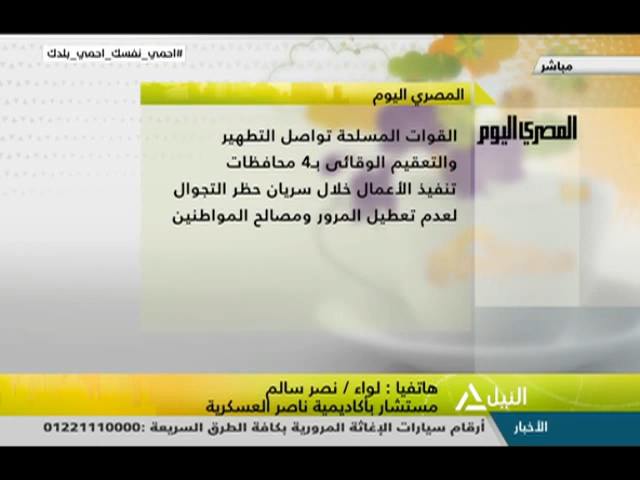 #احمي_نفسك_احمي_بلدك
مباشر
المصري اليوم
المصري اليوم
القوات المسلحة تواصل التطهير
والتعقيم الوقائى بـ4 محافظات
تنفيذ الأعمال خلال سريان حظر التجوال
لعدم تعطيل المرور ومصالح المواطنين
هاتفيا : لواء / نصر سالم
مستشار بأكاديمية ناصر العسكرية
النيل
الأخبار
أرقام سيارات الإغاثة المرورية بكافة الطرق السريعة :01221110000